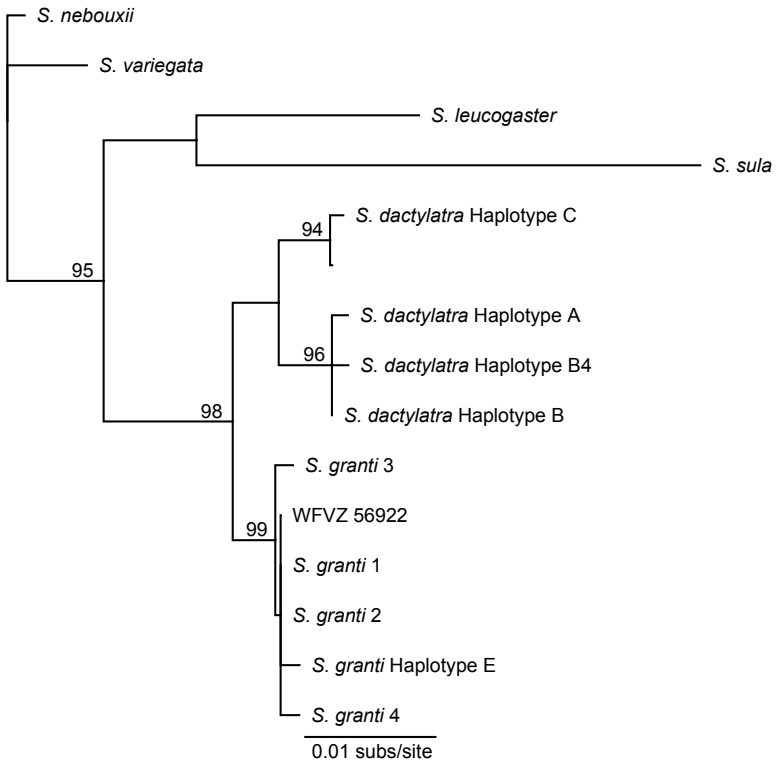 S. nebouxii
S. variegata
S. leucogaster
S. sula
S. dactylatra Haplotype C
94
95
S. dactylatra Haplotype A
96
S. dactylatra Haplotype B4
98
S. dactylatra Haplotype B
S. granti 3
WFVZ 56922
99
S. granti 1
S. granti 2
S. granti Haplotype E
S. granti 4
0.01 subs/site